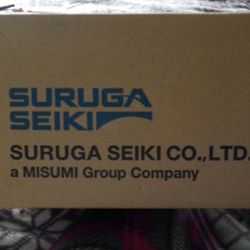 SURUGA
SEIKI
SURUGA SEIKI CO.,LTD.
a MISUMI Group Company